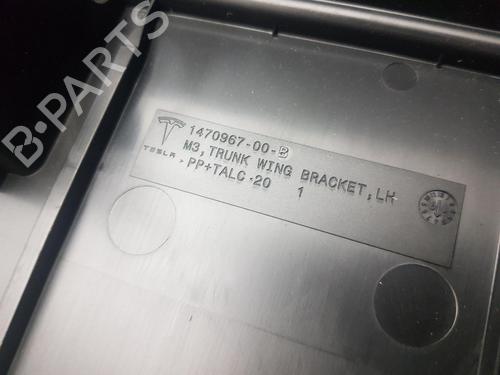 1470967-00-B
M3, TRUNK WING BRACKET, LH
TESLA
PP+TALC-20 1
B-PARTS